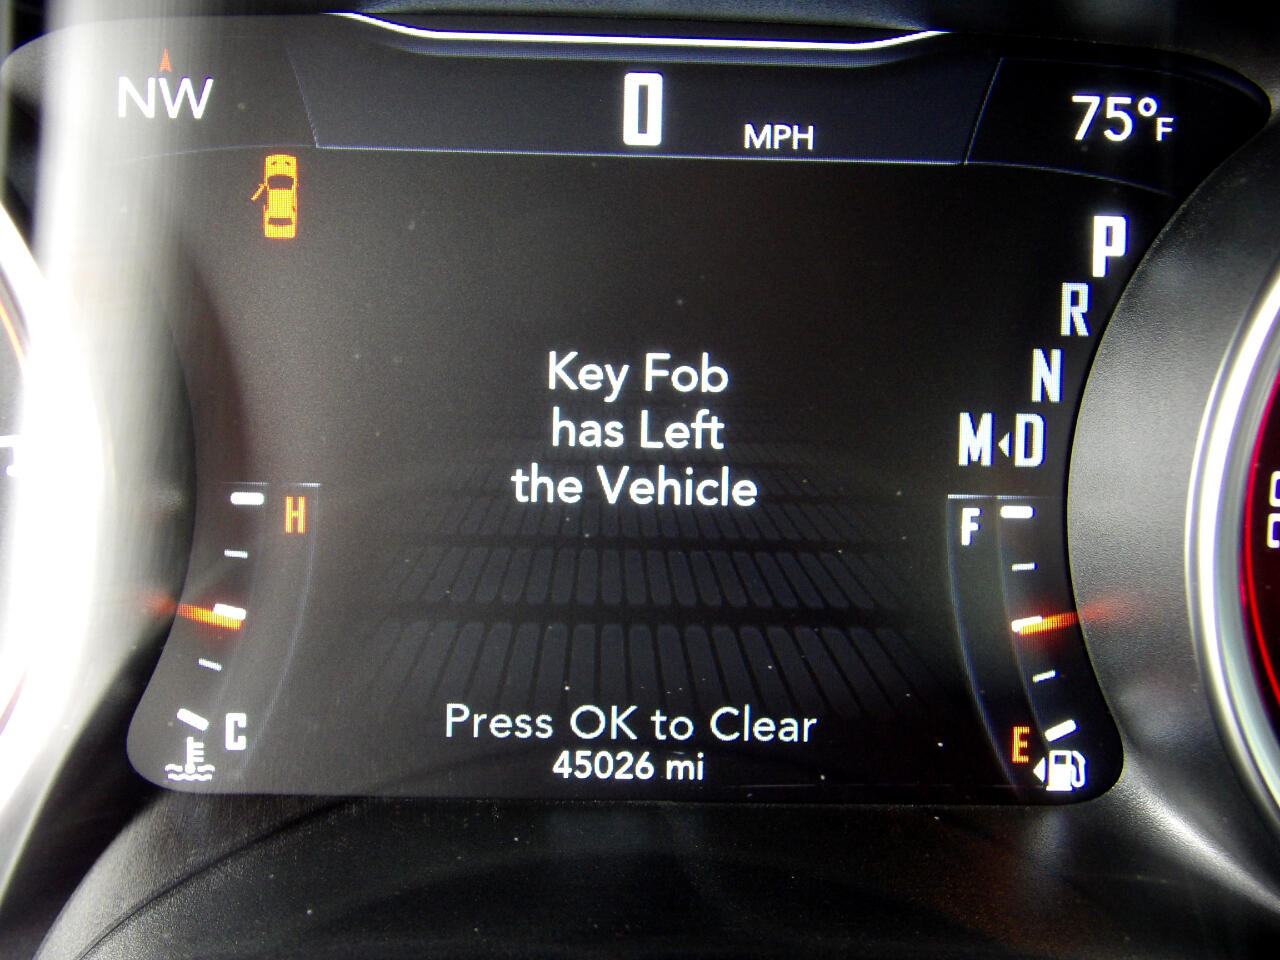 NW
0 MPH
75°F
P
R
N
M D
Key Fob
has Left
the Vehicle
H
F
C
E
Press OK to Clear
45026 mi